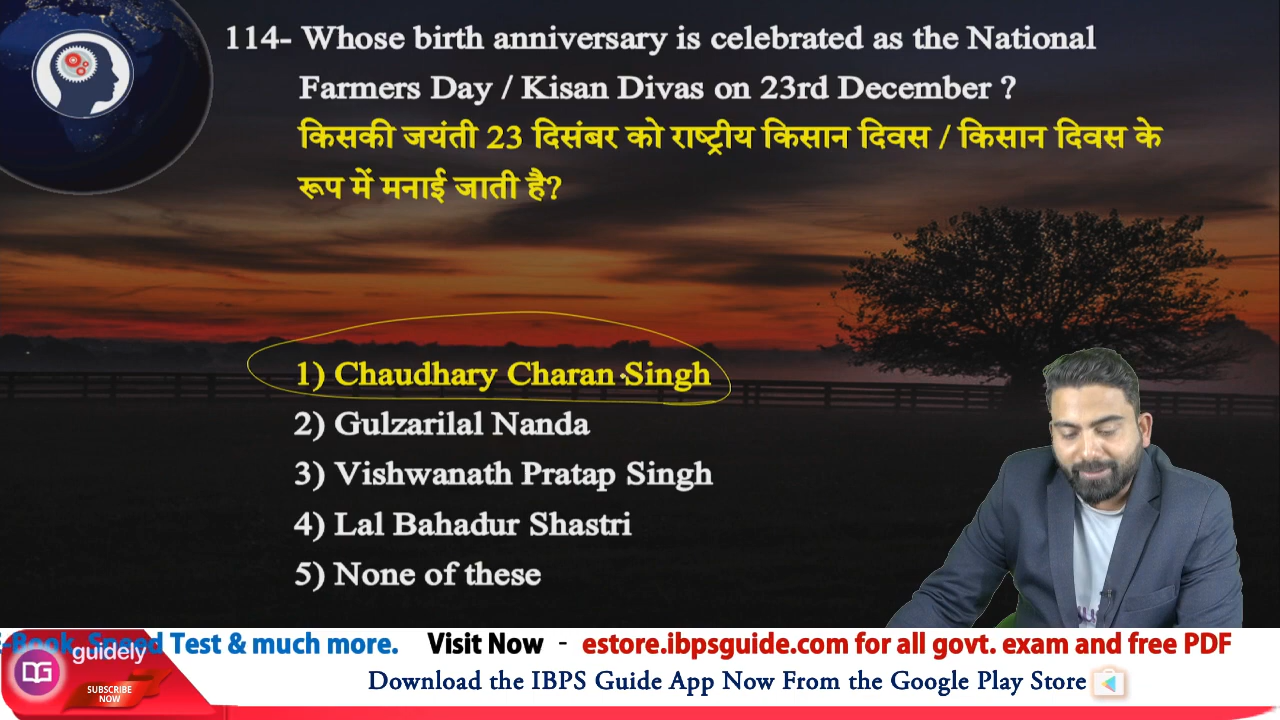 114- Whose birth anniversary is celebrated as the National
Farmers Day / Kisan Divas on 23rd December ?
किसकी जयंती 23 दिसंबर को राष्ट्रीय किसान दिवस / किसान दिवस के
रूप में मनाई जाती है?
1) Chaudhary Charan Singh
2) Gulzarilal Nanda
3) Vishwanath Pratap Singh
4) Lal Bahadur Shastri
5) None of these
E-Book, Speed Test & much more. Visit Now - estore.ibpsguide.com for all govt. exam and free PDF
guidely
SUBSCRIBE
NOW
Download the IBPS Guide App Now From the Google Play Store